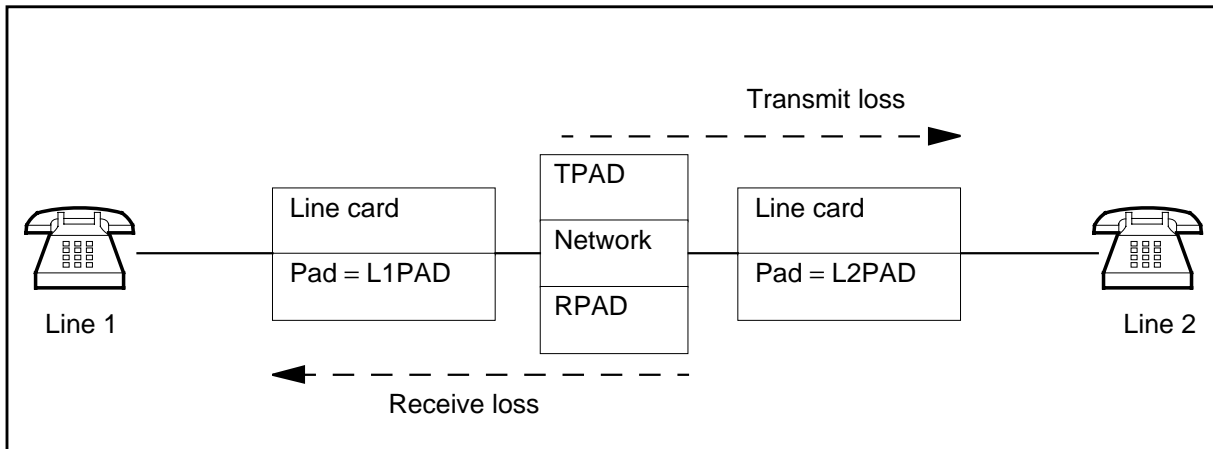 Transmit loss
TPAD
Line card
Line card
Network
Pad = L1PAD
Pad = L2PAD
RPAD
Line 1
Line 2
Receive loss